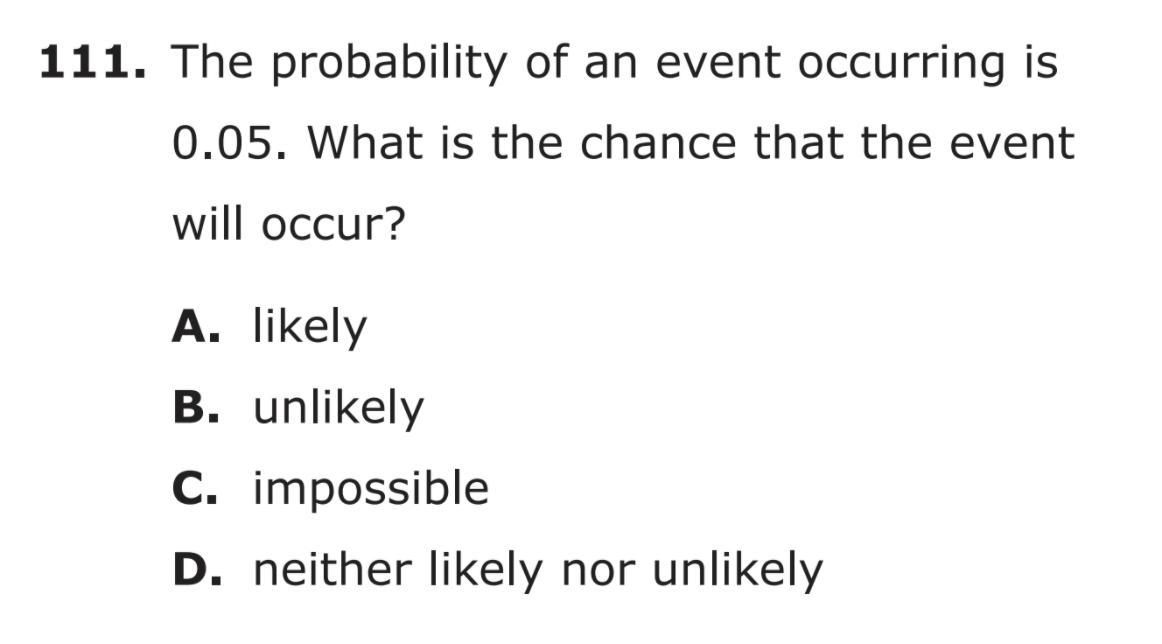 111. The probability of an event occurring is
0.05. What is the chance that the event
will occur?
A. likely
B. unlikely
C. impossible
D. neither likely nor unlikely